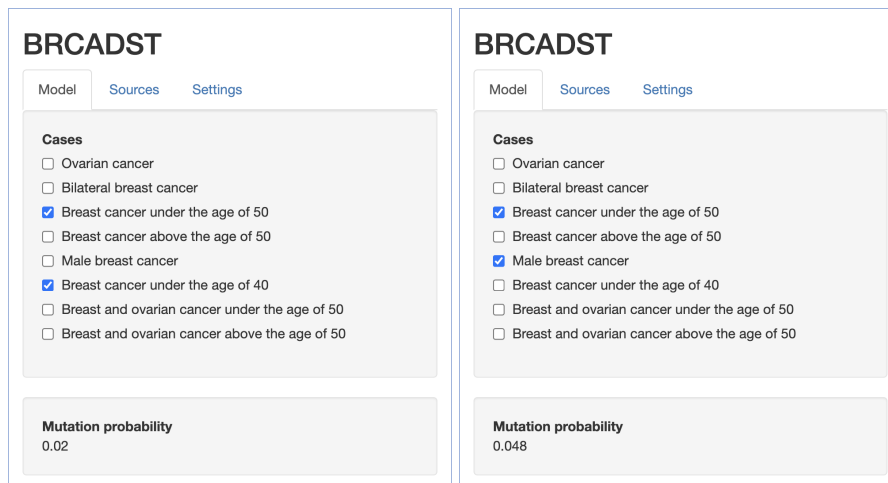 BRCADST
Model Sources Settings
Cases
Ovarian cancer
Bilateral breast cancer
Breast cancer under the age of 50
Breast cancer above the age of 50
Male breast cancer
Breast cancer under the age of 40
Breast and ovarian cancer under the age of 50
Breast and ovarian cancer above the age of 50
Mutation probability
0.02
BRCADST
Model Sources Settings
Cases
Ovarian cancer
Bilateral breast cancer
Breast cancer under the age of 50
Breast cancer above the age of 50
Male breast cancer
Breast cancer under the age of 40
Breast and ovarian cancer under the age of 50
Breast and ovarian cancer above the age of 50
Mutation probability
0.048